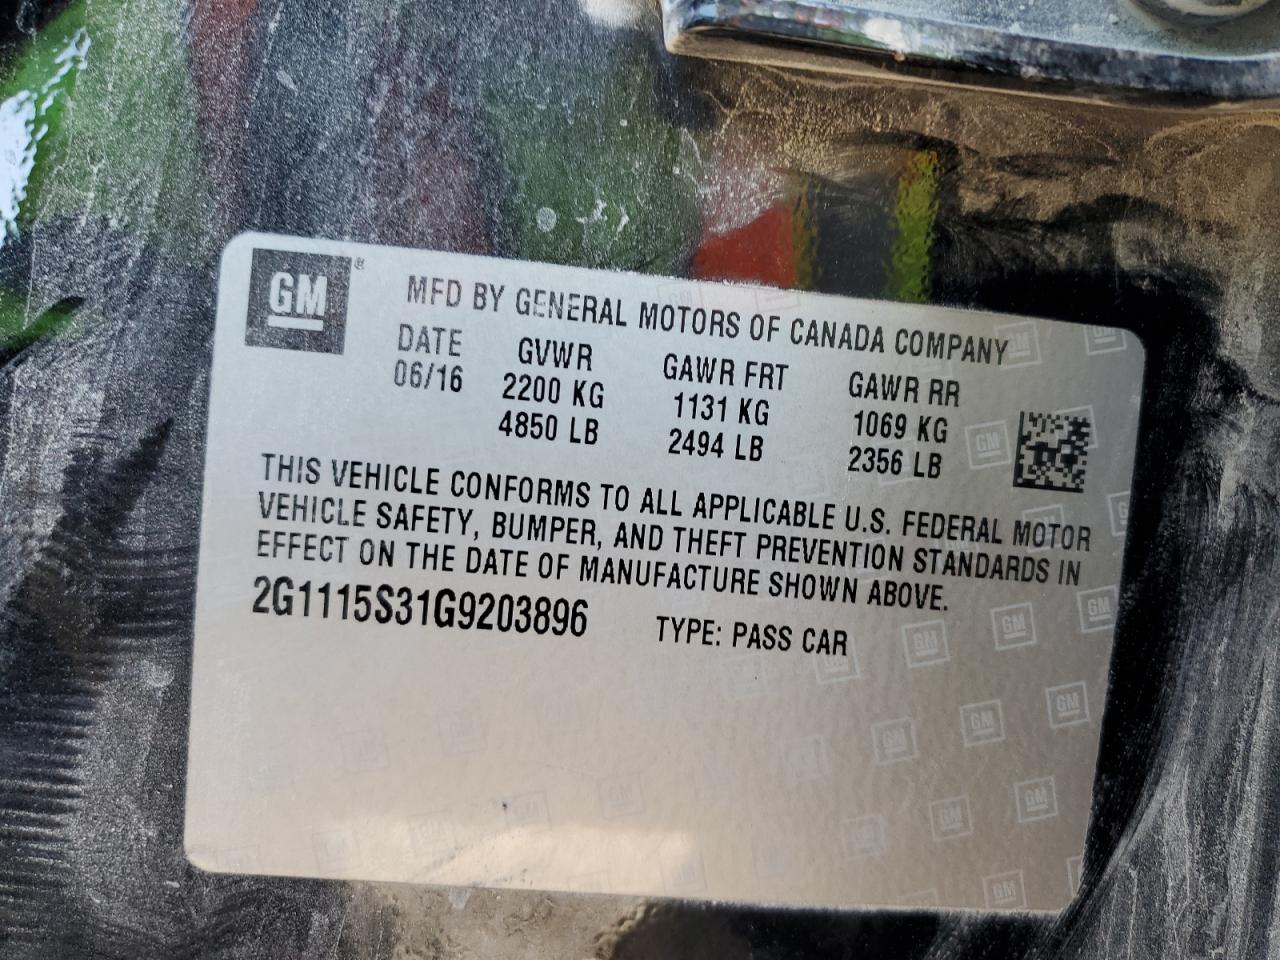 GM
MFD BY GENERAL MOTORS OF CANADA COMPANY
DATE GVWR GAWR FRT GAWR RR
06/16 2200 KG 1131 KG 1069 KG
4850 LB 2494 LB 2356 LB
THIS VEHICLE CONFORMS TO ALL APPLICABLE U.S. FEDERAL MOTOR
VEHICLE SAFETY, BUMPER, AND THEFT PREVENTION STANDARDS IN
EFFECT ON THE DATE OF MANUFACTURE SHOWN ABOVE.
2G1115S31G9203896 TYPE: PASS CAR